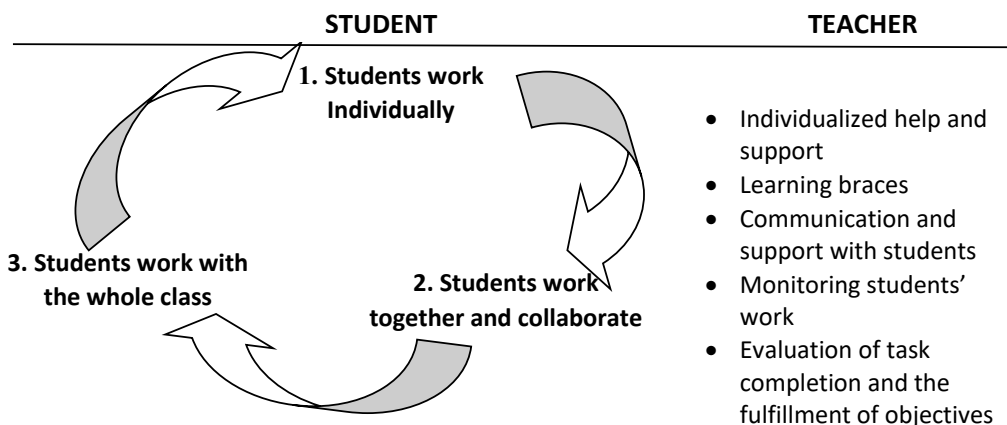 STUDENT
TEACHER
1. Students work
Individually
2. Students work
together and collaborate
3. Students work with
the whole class
• Individualized help and
support
• Learning braces
• Communication and
support with students
• Monitoring students’
work
• Evaluation of task
completion and the
fulfillment of objectives